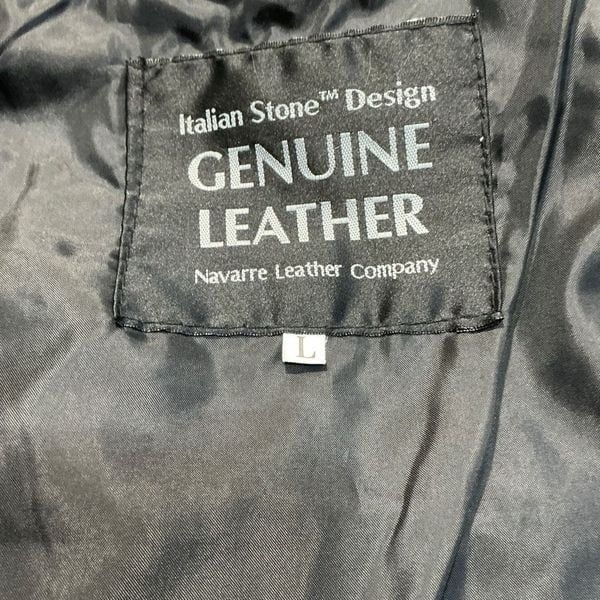 Italian Stone™ Design
GENUINE
LEATHER
Navarre Leather Company
L